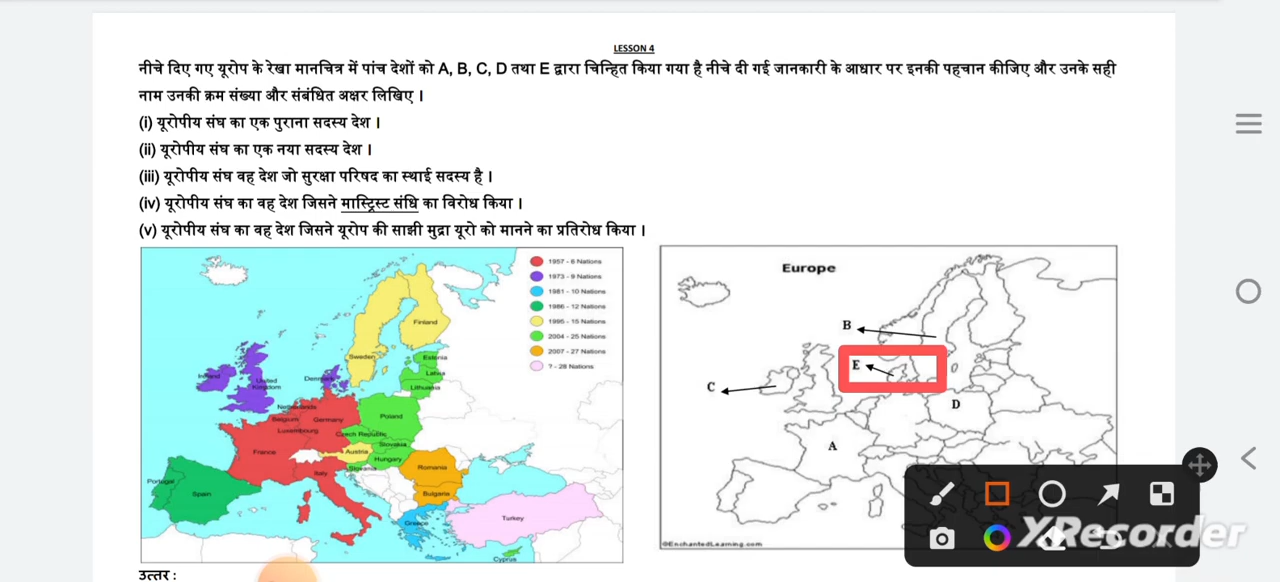 LESSON 4
नीचे दिए गए यूरोप के रेखा मानचित्र में पांच देशों को A, B, C, D तथा E द्वारा चिन्हित किया गया है नीचे दी गई जानकारी के आधार पर इनकी पहचान कीजिए और उनके सही
नाम उनकी क्रम संख्या और संबंधित अक्षर लिखिए ।
(i) यूरोपीय संघ का एक पुराना सदस्य देश ।
(ii) यूरोपीय संघ का एक नया सदस्य देश ।
(iii) यूरोपीय संघ वह देश जो सुरक्षा परिषद का स्थाई सदस्य है ।
(iv) यूरोपीय संघ का वह देश जिसने मास्ट्रिस्ट संधि का विरोध किया ।
(v) यूरोपीय संघ का वह देश जिसने यूरोप की साझी मुद्रा यूरो को मानने का प्रतिरोध किया ।
1957 - 6 Nations
1973 - 9 Nations
1981 - 10 Nations
1986 - 12 Nations
1995 - 15 Nations
2004 - 25 Nations
2007 - 27 Nations
? - 28 Nations
Finland
Sweden
Estonia
Latvia
Lithuania
Denmark
Ireland
United
Kingdom
Netherlands
Belgium
Germany
Luxembourg
Poland
Czech Republic
Slovakia
France
Austria
Hungary
Slovenia
Italy
Romania
Bulgaria
Portugal
Spain
Greece
Turkey
Cyprus
Europe
B
E
C
D
A
©EnchantedLearning.com
XRecorder
उत्तर :